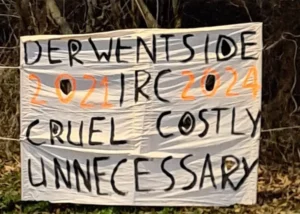 DERWENTSIDE
2021 IRC 2024
CRUEL COSTLY
UNNECESSARY